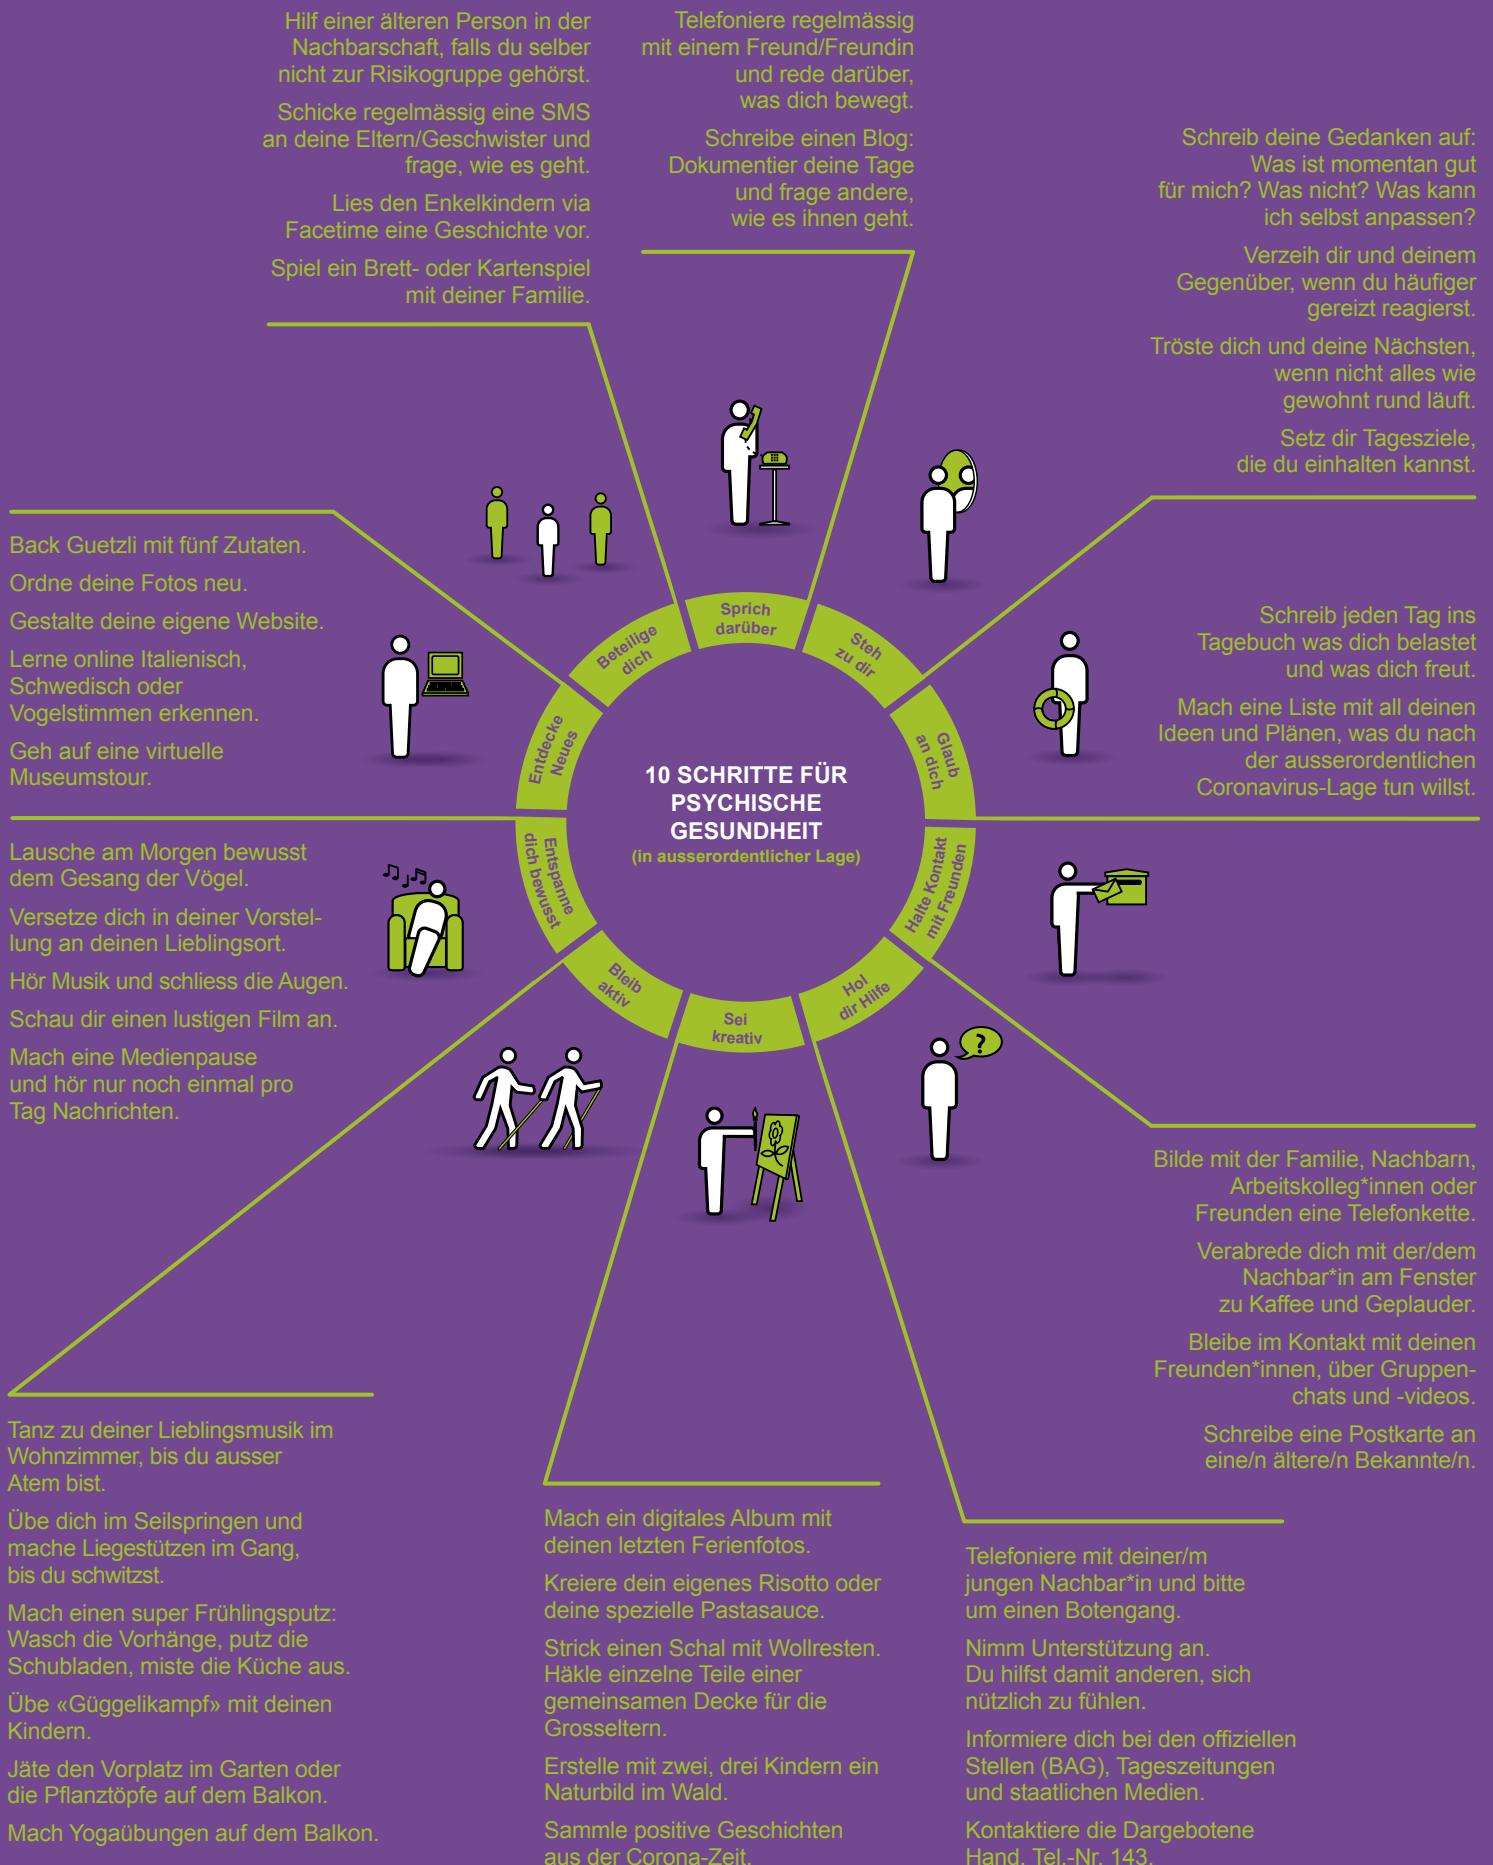 Hilf einer älteren Person in der
Nachbarschaft, falls du selber
nicht zur Risikogruppe gehörst.
Schicke regelmässig eine SMS
an deine Eltern/Geschwister und
frage, wie es geht.
Lies den Enkelkindern via
Facetime eine Geschichte vor.
Spiel ein Brett- oder Kartenspiel
mit deiner Familie.
Telefoniere regelmässig
mit einem Freund/Freundin
und rede darüber,
was dich bewegt.
Schreibe einen Blog:
Dokumentier deine Tage
und frage andere,
wie es ihnen geht.
Schreib deine Gedanken auf:
Was ist momentan gut
für mich? Was nicht? Was kann
ich selbst anpassen?
Verzeih dir und deinem
Gegenüber, wenn du häufiger
gereizt reagierst.
Tröste dich und deine Nächsten,
wenn nicht alles wie
gewohnt rund läuft.
Setz dir Tagesziele,
die du einhalten kannst.
Back Guetzli mit fünf Zutaten.
Ordne deine Fotos neu.
Gestalte deine eigene Website.
Lerne online Italienisch,
Schwedisch oder
Vogelstimmen erkennen.
Geh auf eine virtuelle
Museumstour.
Schreib jeden Tag ins
Tagebuch was dich belastet
und was dich freut.
Mach eine Liste mit all deinen
Ideen und Plänen, was du nach
der ausserordentlichen
Coronavirus-Lage tun willst.
Beteilige
dich
Sprich
darüber
Steh
zu dir
Entdecke
Neues
Glaub
an dich
10 SCHRITTE FÜR
PSYCHISCHE
GESUNDHEIT
(in ausserordentlicher Lage)
Entspanne
dich bewusst
Halte Kontakt
mit Freunden
Bleib
aktiv
Sei
kreativ
Hol
dir Hilfe
?
Lausche am Morgen bewusst
dem Gesang der Vögel.
Versetze dich in deiner Vorstel-
lung an deinen Lieblingsort.
Hör Musik und schliess die Augen.
Schau dir einen lustigen Film an.
Mach eine Medienpause
und hör nur noch einmal pro
Tag Nachrichten.
Bilde mit der Familie, Nachbarn,
Arbeitskolleg*innen oder
Freunden eine Telefonkette.
Verabrede dich mit der/dem
Nachbar*in am Fenster
zu Kaffee und Geplauder.
Bleibe im Kontakt mit deinen
Freunden*innen, über Gruppen-
chats und -videos.
Schreibe eine Postkarte an
eine/n ältere/n Bekannte/n.
Tanz zu deiner Lieblingsmusik im
Wohnzimmer, bis du ausser
Atem bist.
Übe dich im Seilspringen und
mache Liegestützen im Gang,
bis du schwitzst.
Mach einen super Frühlingsputz:
Wasch die Vorhänge, putz die
Schubladen, miste die Küche aus.
Übe «Güggelikampf» mit deinen
Kindern.
Jäte den Vorplatz im Garten oder
die Pflanztöpfe auf dem Balkon.
Mach Yogaübungen auf dem Balkon.
Mach ein digitales Album mit
deinen letzten Ferienfotos.
Kreiere dein eigenes Risotto oder
deine spezielle Pastasauce.
Strick einen Schal mit Wollresten.
Häkle einzelne Teile einer
gemeinsamen Decke für die
Grosseltern.
Erstelle mit zwei, drei Kindern ein
Naturbild im Wald.
Sammle positive Geschichten
aus der Corona-Zeit.
Telefoniere mit deiner/m
jungen Nachbar*in und bitte
um einen Botengang.
Nimm Unterstützung an.
Du hilfst damit anderen, sich
nützlich zu fühlen.
Informiere dich bei den offiziellen
Stellen (BAG), Tageszeitungen
und staatlichen Medien.
Kontaktiere die Dargebotene
Hand, Tel.-Nr. 143.